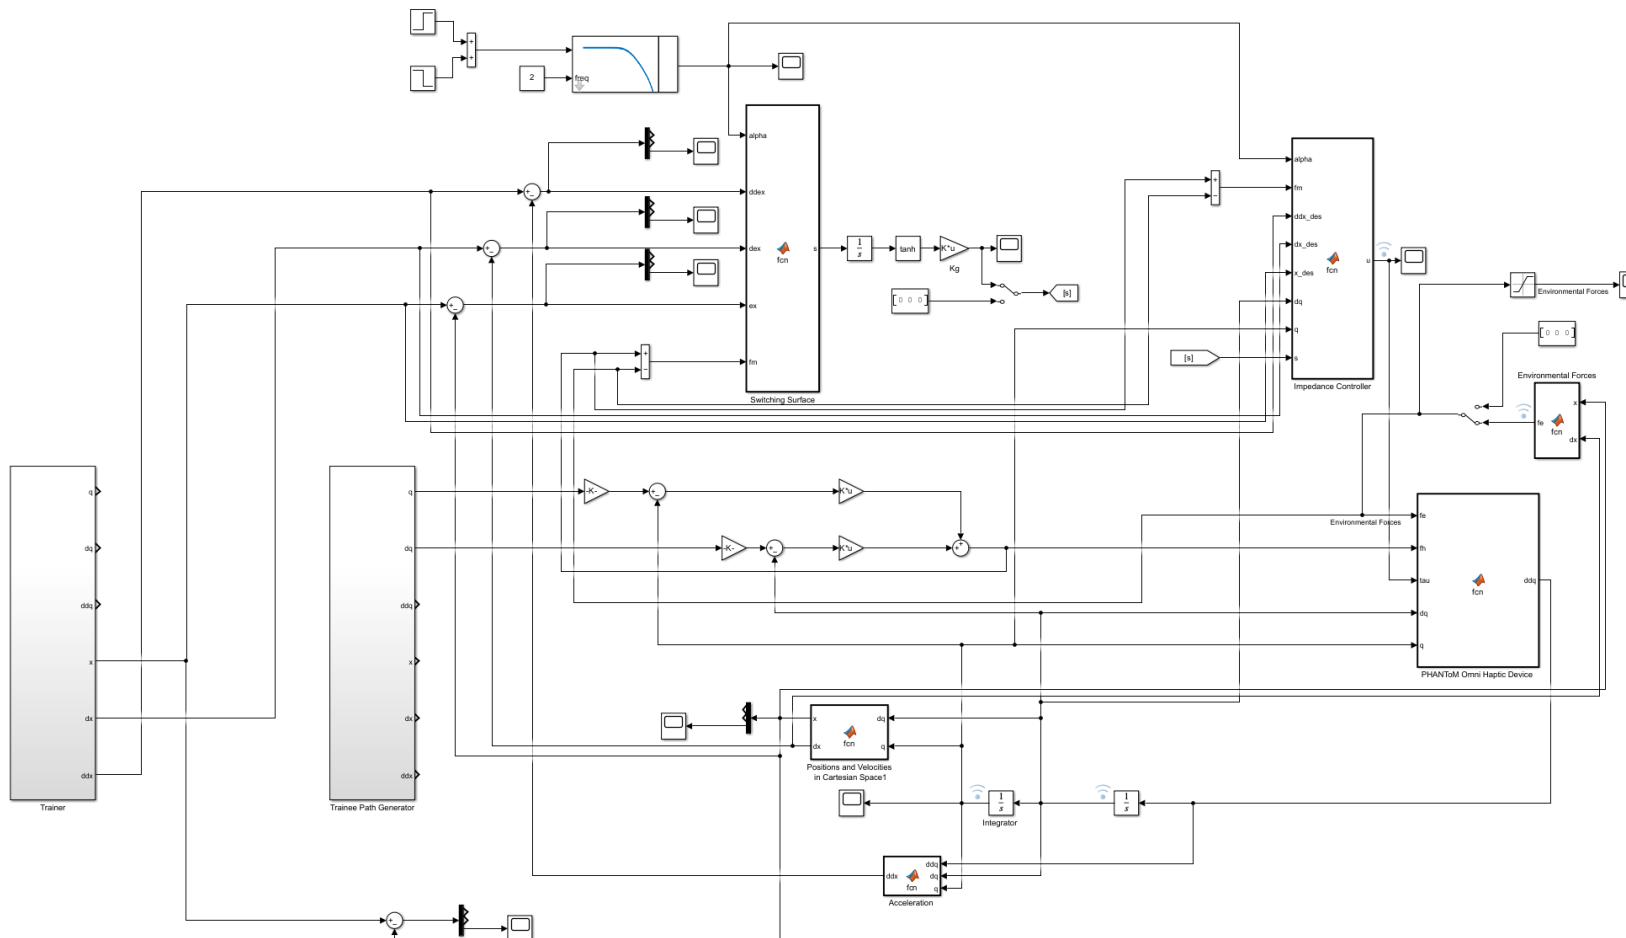 +
+
2
freq
alpha
ddex
dex
ex
fm
fcn
s
Switching Surface
+
−
1
s
tanh
K*u
Kg
[ 0 0 0 ]
[s]
+
−
alpha
fm
ddx_des
dx_des
x_des
dq
q
s
fcn
u
Impedance Controller
[s]
Environmental Forces
[ 0 0 0 ]
Environmental Forces
x
fe
fcn
dx
q
dq
ddq
x
dx
ddx
Trainer
q
dq
ddq
x
dx
ddx
Trainee Path Generator
-K-
+
−
K*u
-K-
+
−
K*u
+
+
Environmental Forces
fe
fh
tau
dq
q
fcn
ddq
PHANToM Omni Haptic Device
x
dq
fcn
dx
q
Positions and Velocities
in Cartesian Space1
1
s
Integrator
1
s
ddq
ddx
fcn
dq
q
Acceleration
+
−